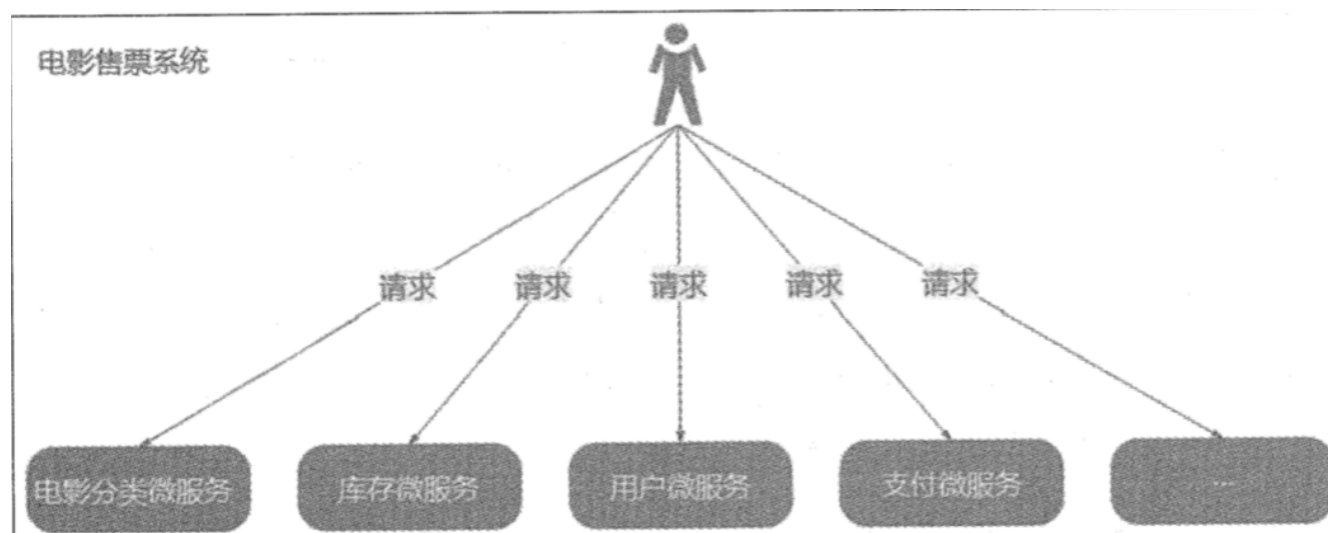 电影售票系统
请求 请求 请求 请求 请求
电影分类微服务 库存微服务 用户微服务 支付微服务 ...